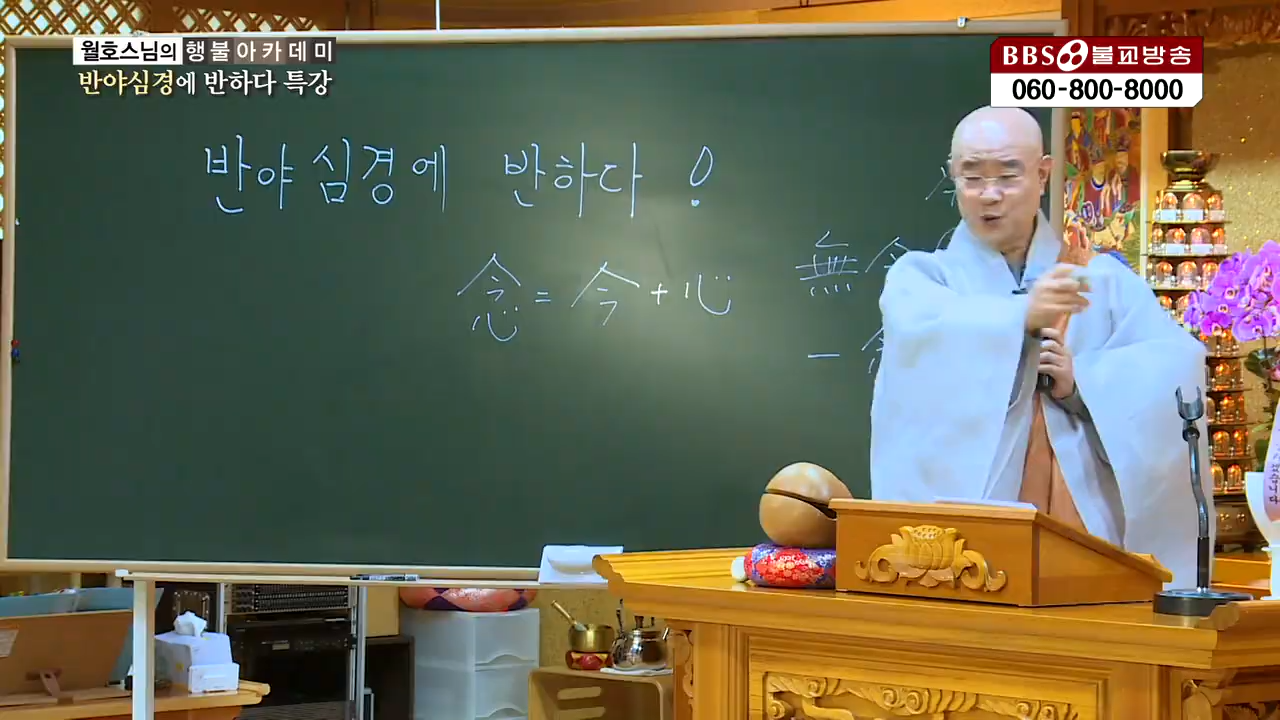 월호스님의 행불아카데미
반야심경에 반하다 특강
BBS 불교방송
060-800-8000
반야심경에 반하다!
念 = 今 + 心
無
一